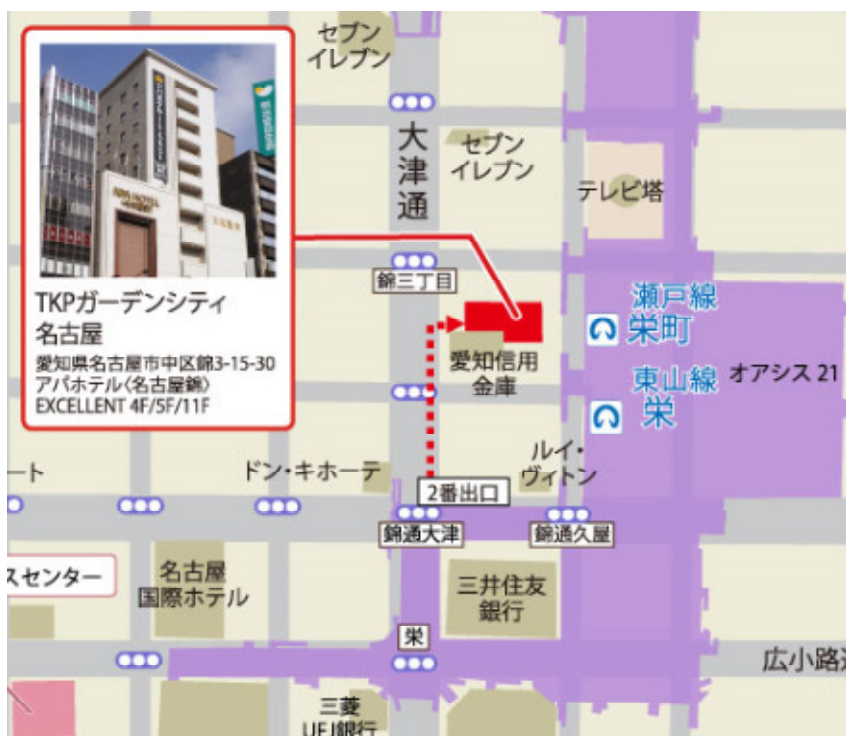 セブン
イレブン
大津通
セブン
イレブン
テレビ塔
錦三丁目
TKPガーデンシティ
名古屋
愛知県名古屋市中区錦3-15-30
アパホテル〈名古屋錦〉
EXCELLENT 4F/5F/11F
瀬戸線
栄町
愛知信用
金庫
東山線
栄
オアシス21
ート
ドン・キホーテ
ルイ・
ヴィトン
2番出口
錦通大津
錦通久屋
スセンター
名古屋
国際ホテル
三井住友
銀行
栄
広小路通
三菱
UFJ銀行